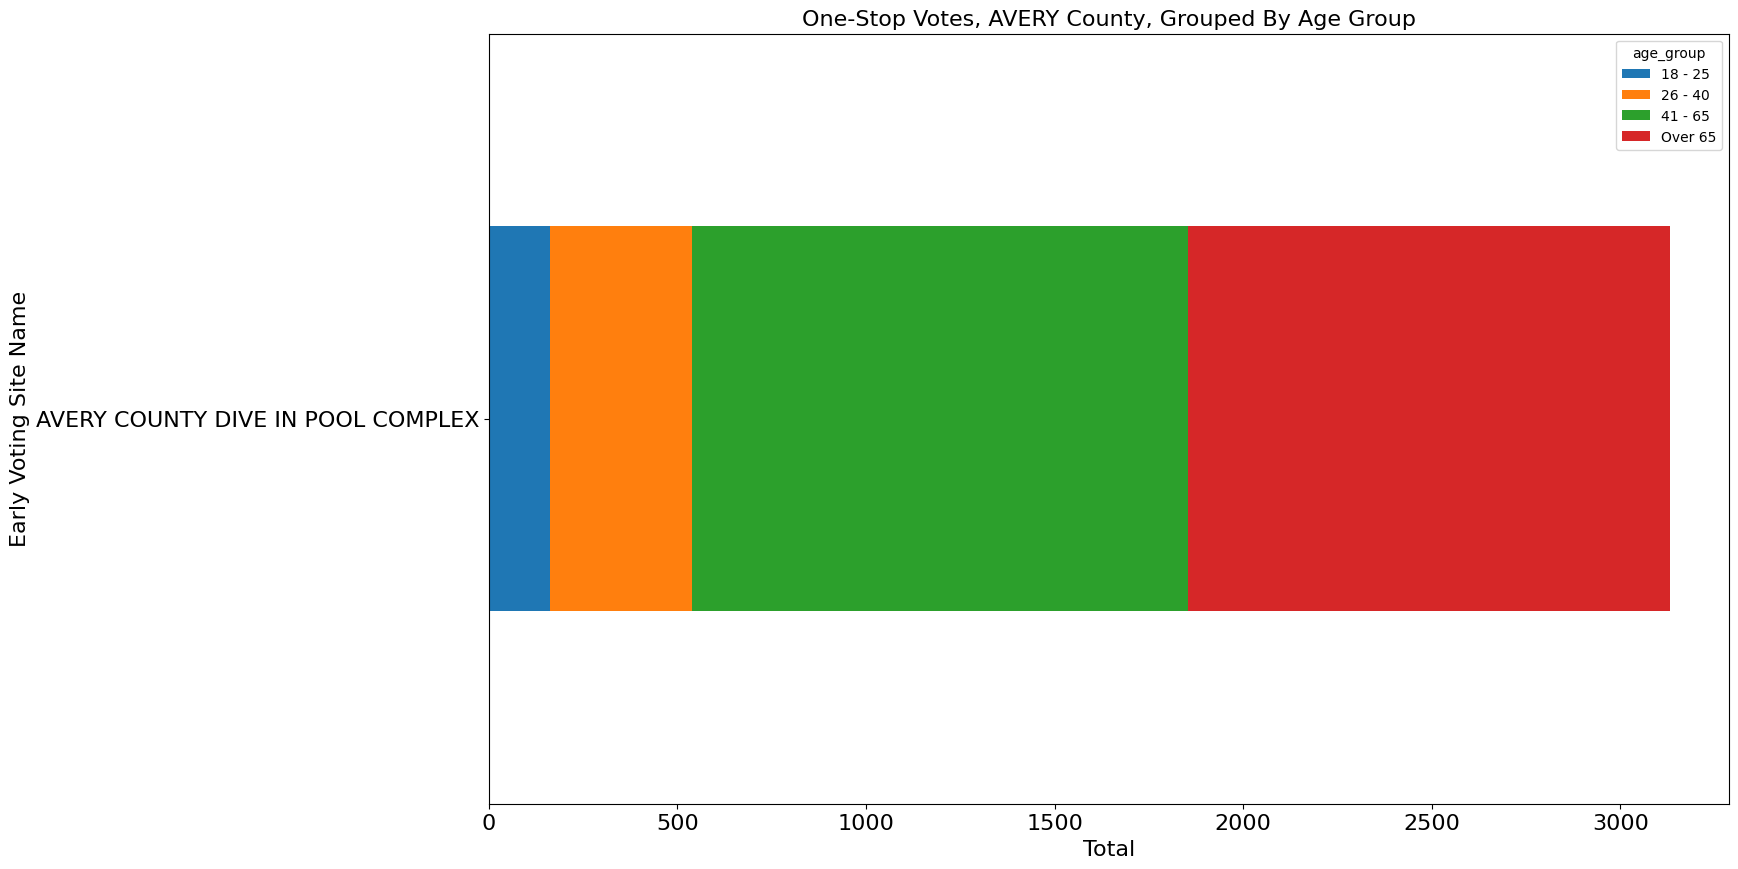 One-Stop Votes, AVERY County, Grouped By Age Group
age_group
18 - 25
26 - 40
41 - 65
Over 65
Early Voting Site Name
AVERY COUNTY DIVE IN POOL COMPLEX
0 500 1000 1500 2000 2500 3000
Total